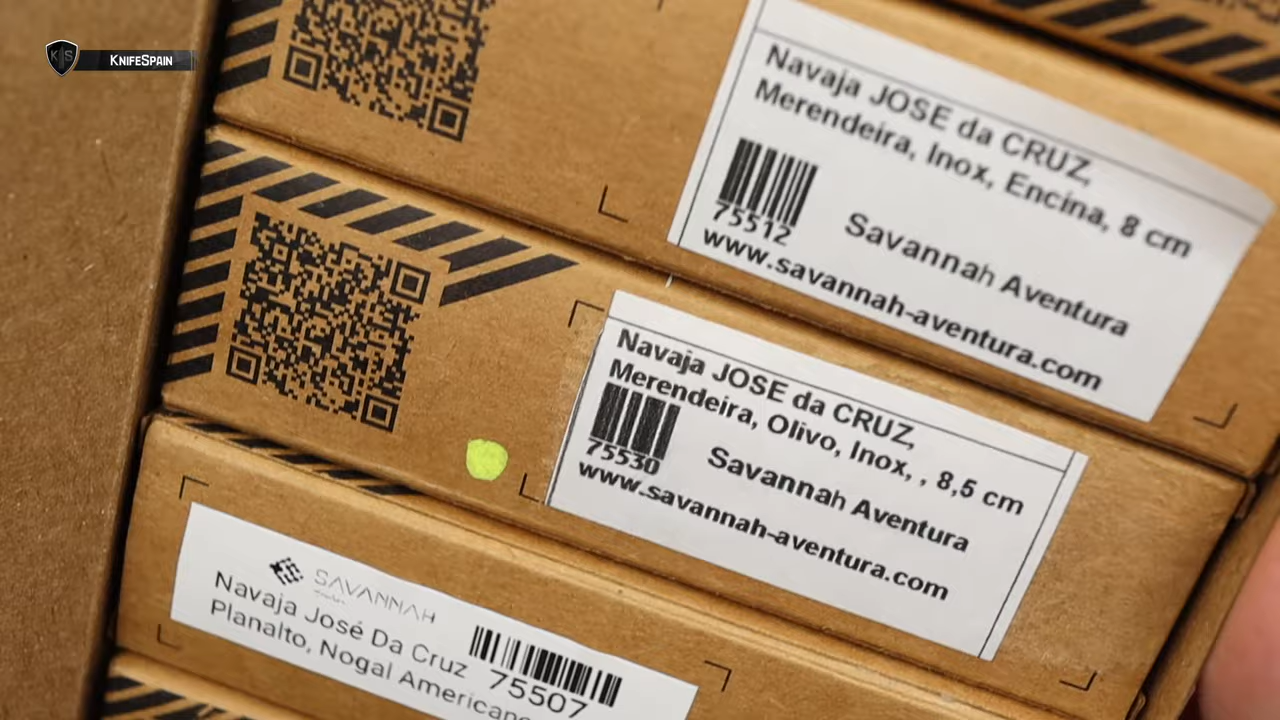 KS KNIFESPAIN
Navaja JOSE da CRUZ,
Merendeira, Inox, Encina, 8 cm
75512
Savannah Aventura
www.savannah-aventura.com
Navaja JOSE da CRUZ,
Merendeira, Olivo, Inox, , 8,5 cm
75530
Savannah Aventura
www.savannah-aventura.com
SAVANNAH
Navaja José Da Cruz
Planalto, Nogal Americano
75507